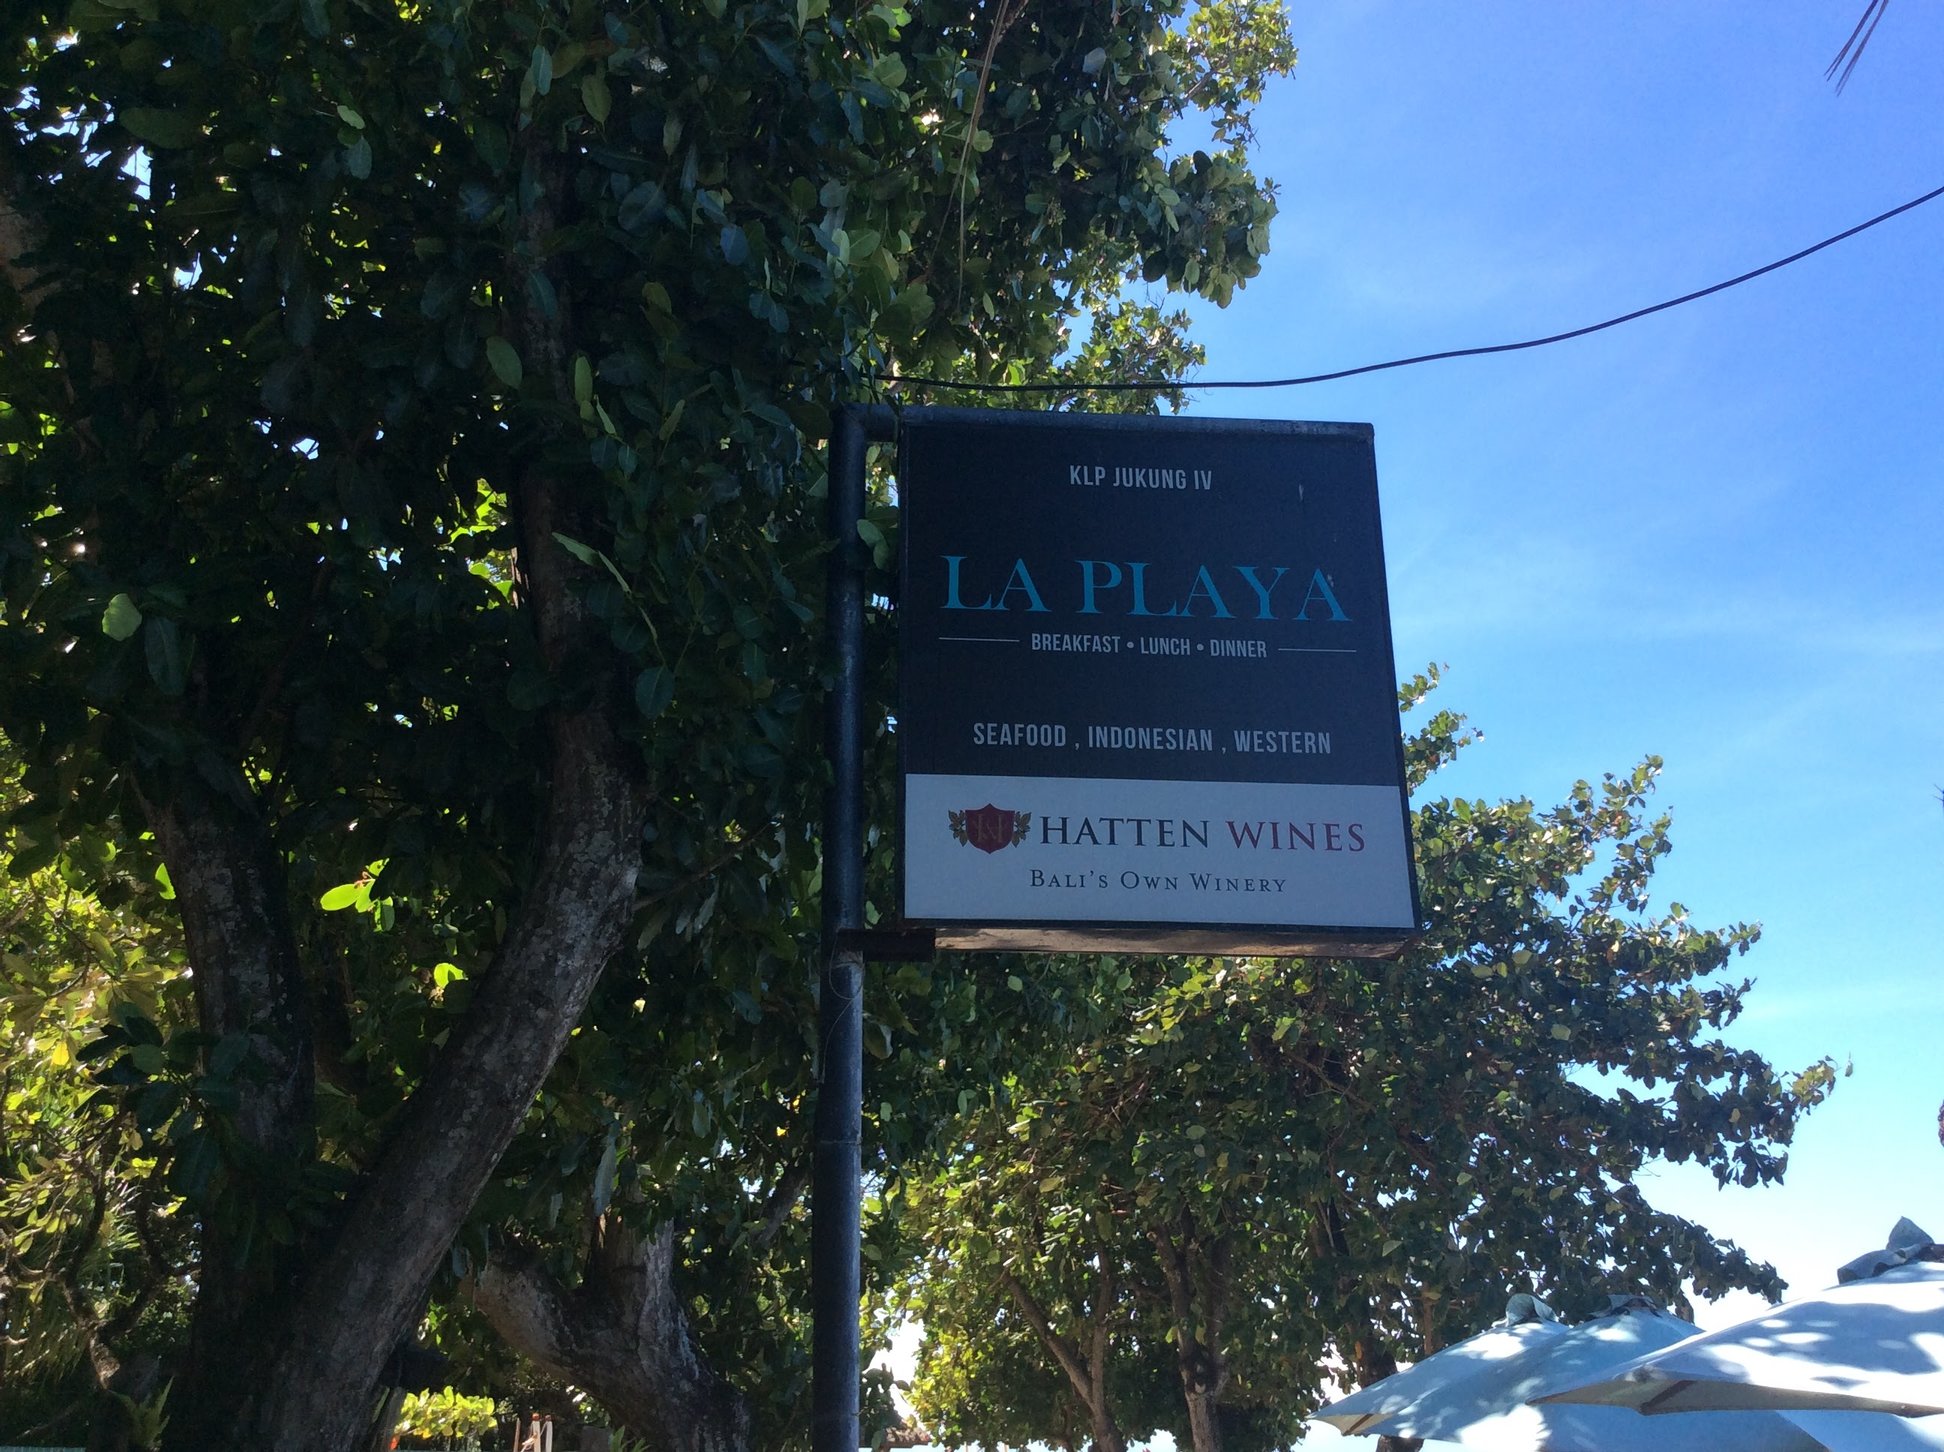 KLP JUKUNG IV
LA PLAYA
BREAKFAST • LUNCH • DINNER
SEAFOOD , INDONESIAN , WESTERN
HATTEN WINES
BALI'S OWN WINERY